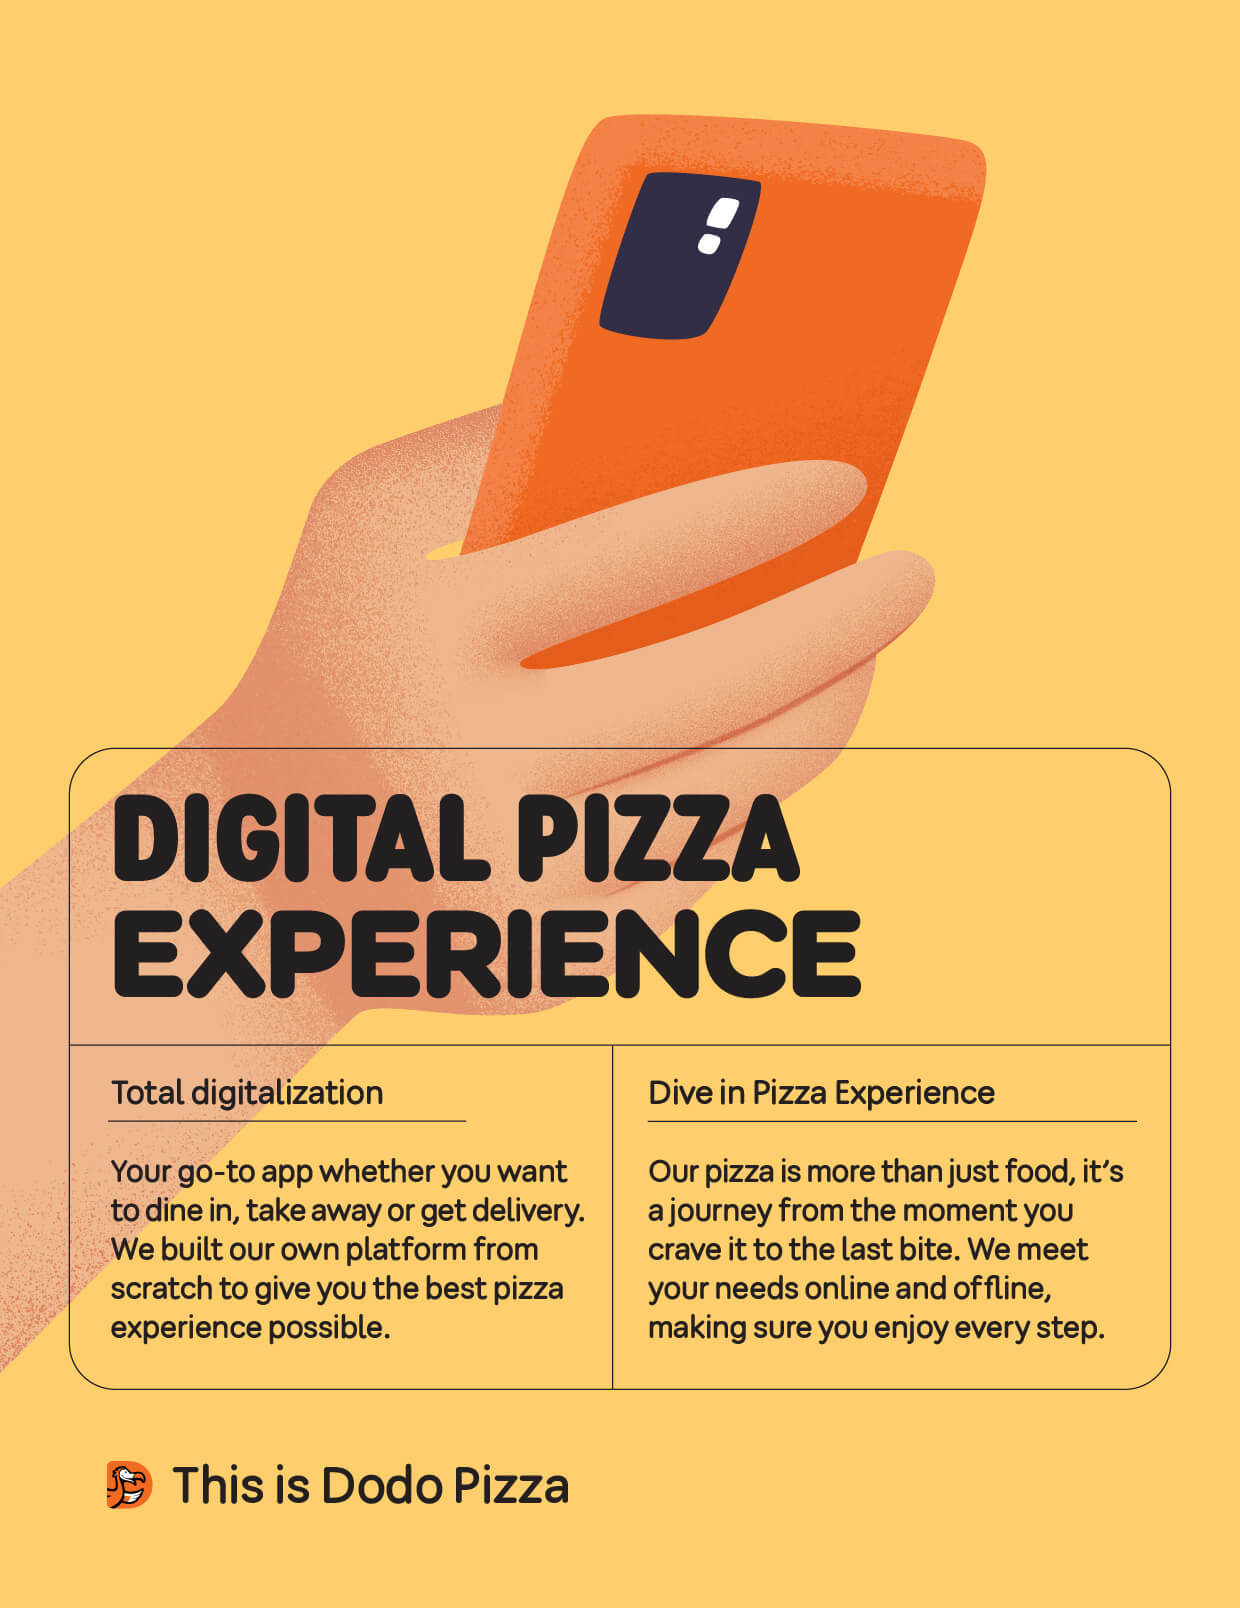 DIGITAL PIZZA
EXPERIENCE
Total digitalization
Your go-to app whether you want
to dine in, take away or get delivery.
We built our own platform from
scratch to give you the best pizza
experience possible.
Dive in Pizza Experience
Our pizza is more than just food, it’s
a journey from the moment you
crave it to the last bite. We meet
your needs online and offline,
making sure you enjoy every step.
This is Dodo Pizza